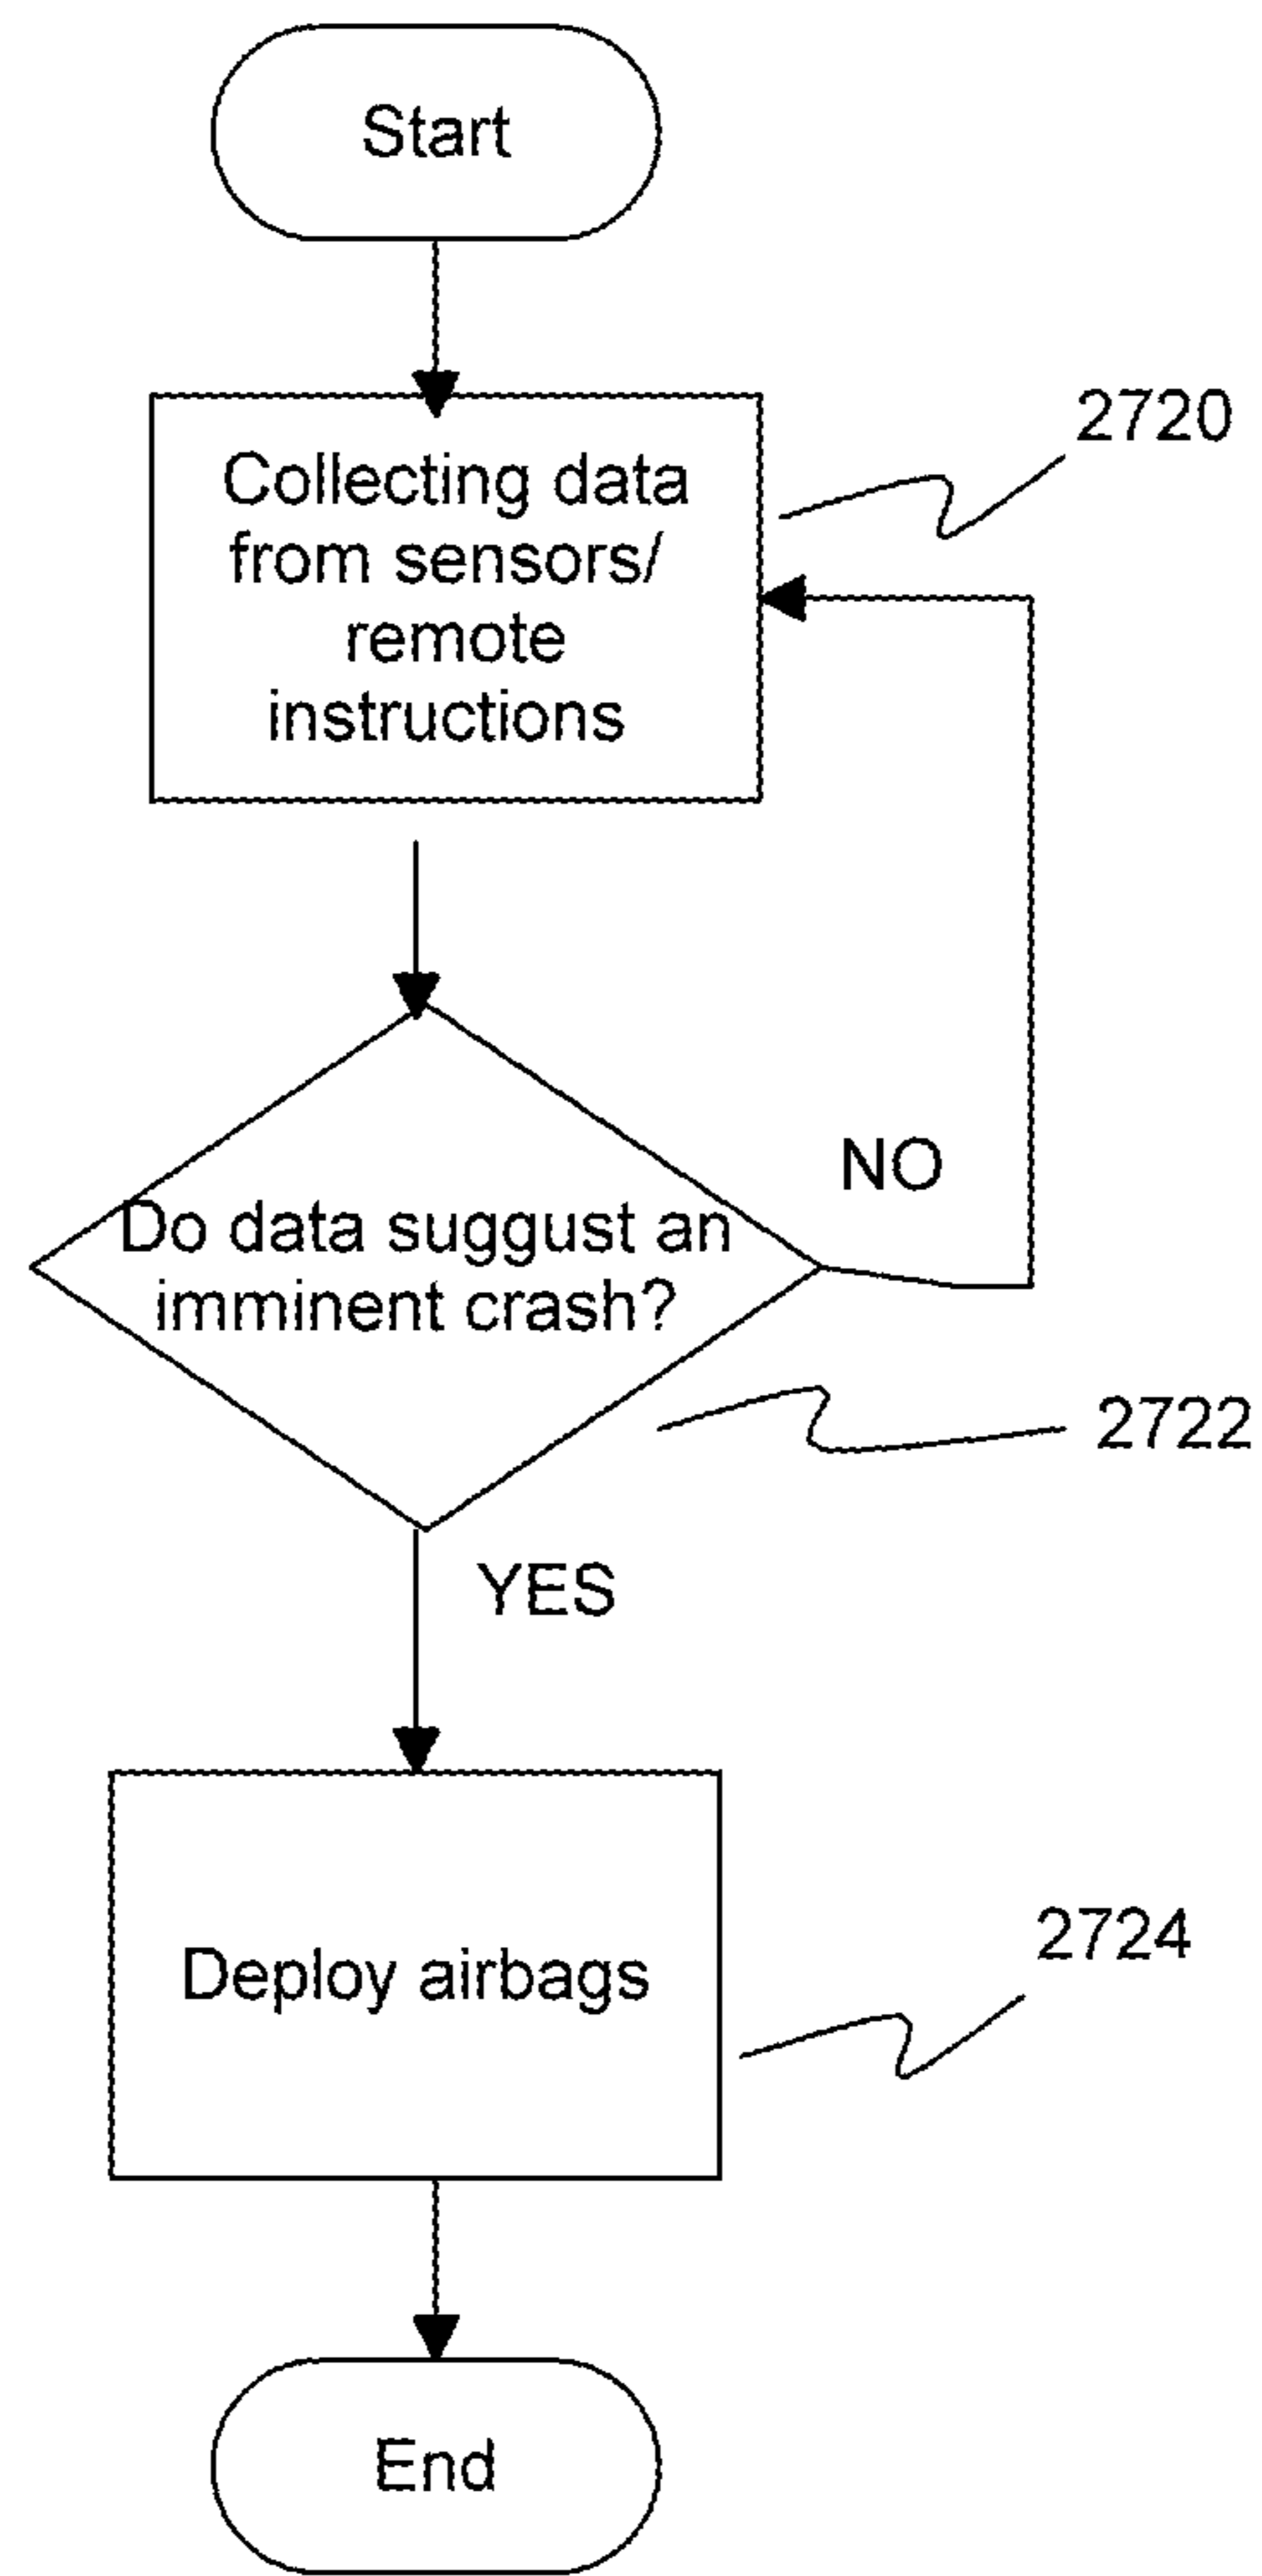 Start
2720
Collecting data
from sensors/
remote
instructions
NO
Do data suggust an
imminent crash?
2722
YES
2724
Deploy airbags
End